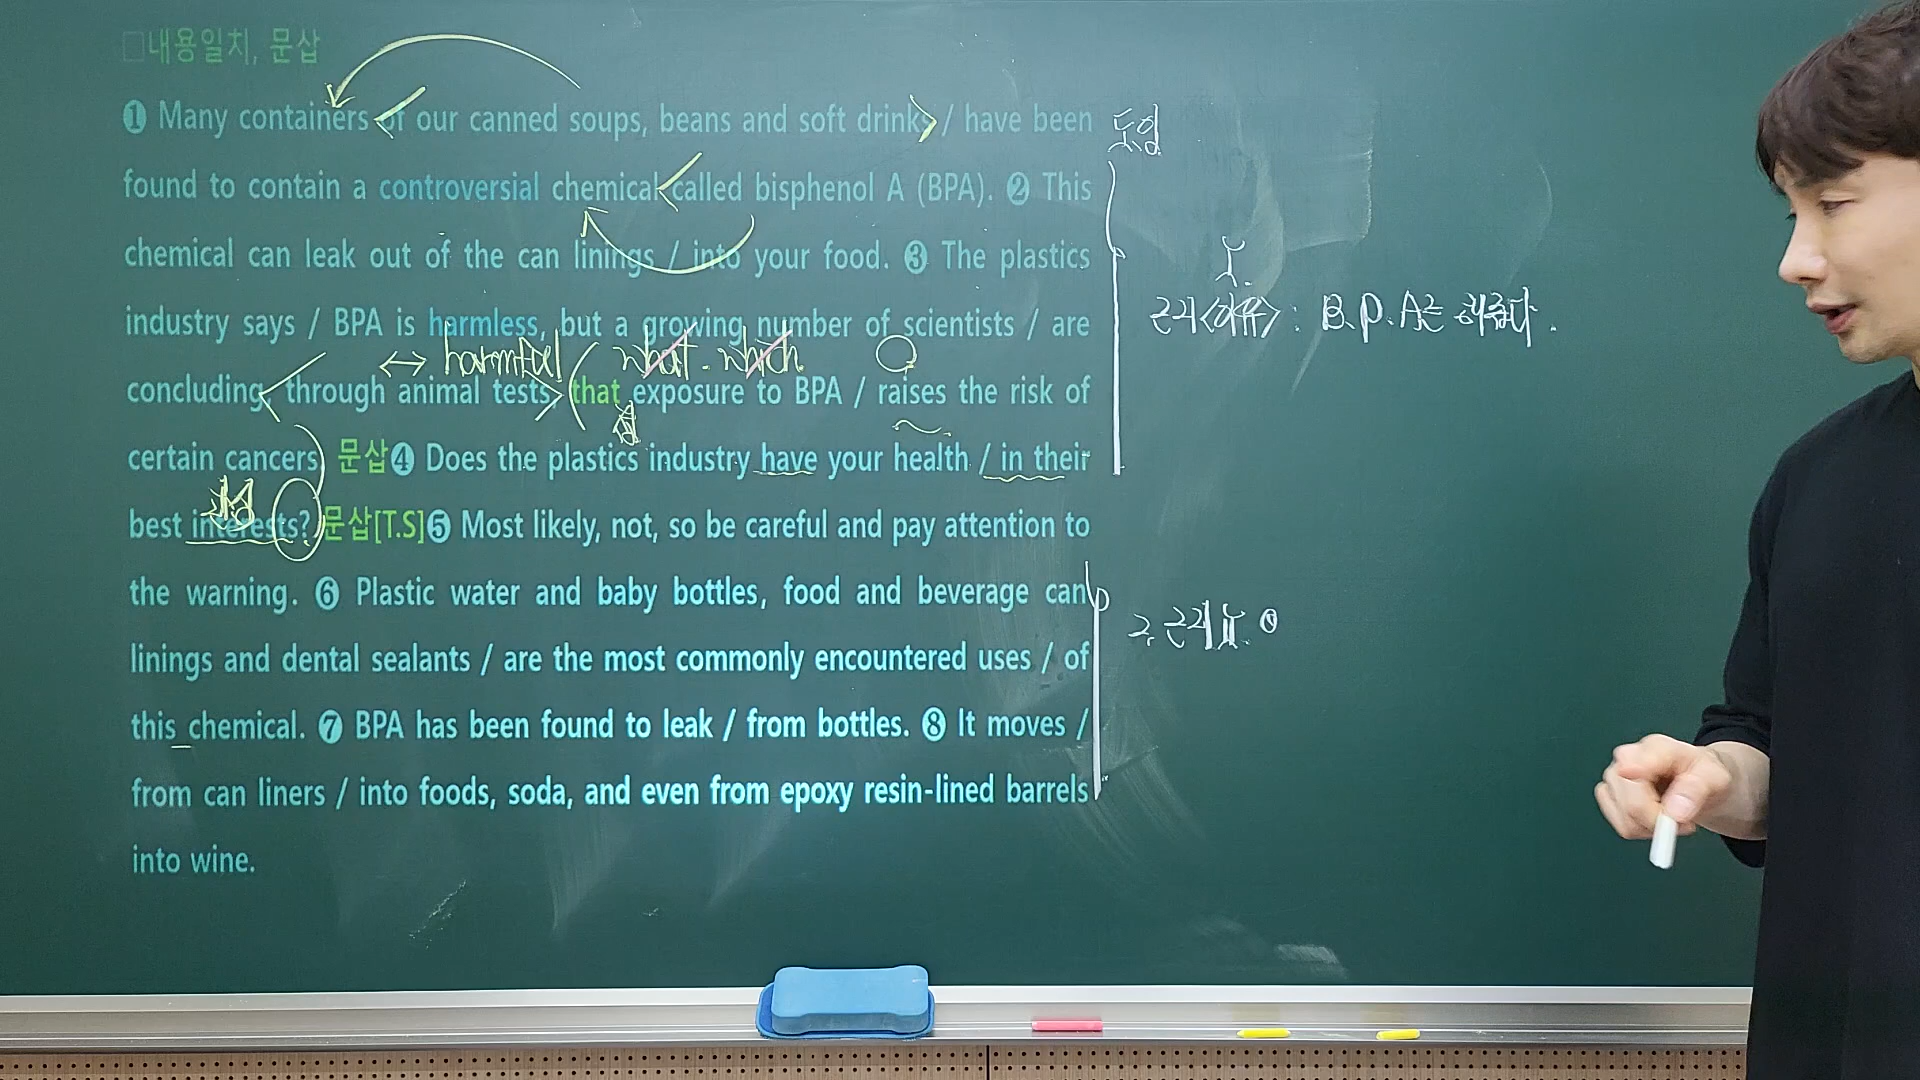 □내용일치, 문삽
❶ Many containers of our canned soups, beans and soft drinks / have been
도입
found to contain a controversial chemical called bisphenol A (BPA). ❷ This
chemical can leak out of the can linings / into your food. ❸ The plastics
industry says / BPA is harmless, but a growing number of scientists / are
근거<이유> : B.P.A는 해롭다.
↔ harmful what. which
concluding, through animal tests, that exposure to BPA / raises the risk of
certain cancers. 문삽❹ Does the plastics industry have your health / in their
best interests? 문삽[T.S]❺ Most likely, not, so be careful and pay attention to
the warning. ❻ Plastic water and baby bottles, food and beverage can
linings and dental sealants / are the most commonly encountered uses / of
this chemical. ❼ BPA has been found to leak / from bottles. ❽ It moves /
from can liners / into foods, soda, and even from epoxy resin-lined barrels
into wine.